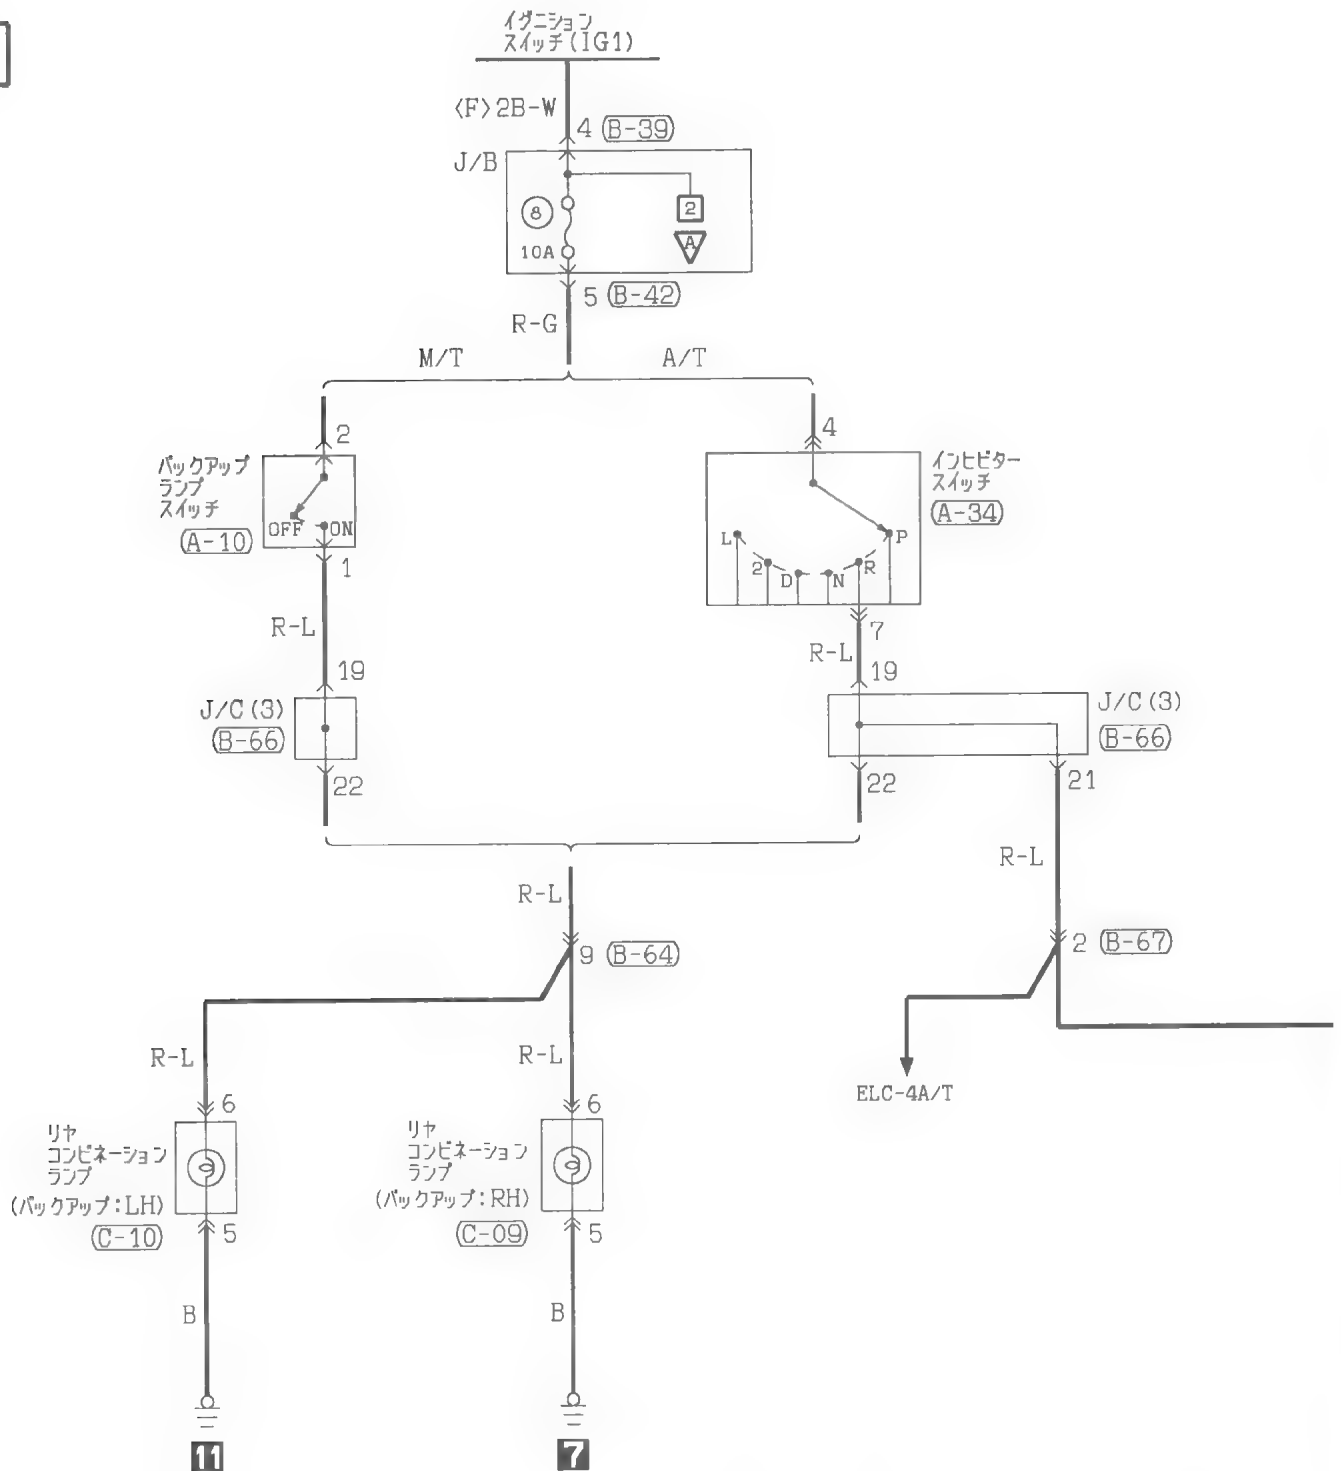 イグニション
スイッチ(IG1)
〈F〉2B-W
4 B-39
J/B
8
2
10A
A
5 B-42
R-G
M/T
A/T
2
4
バックアップ
ランプ
スイッチ
A-10
OFF
ON
インヒビター
スイッチ
A-34
L
2
D
N
R
P
1
7
R-L
R-L
19
19
J/C(3)
B-66
J/C(3)
B-66
22
22
21
R-L
R-L
9 B-64
2 B-67
R-L
R-L
ELC-4A/T
6
6
リヤ
コンビネーション
ランプ
(バックアップ:LH)
C-10
リヤ
コンビネーション
ランプ
(バックアップ:RH)
C-09
5
5
B
B
11
7